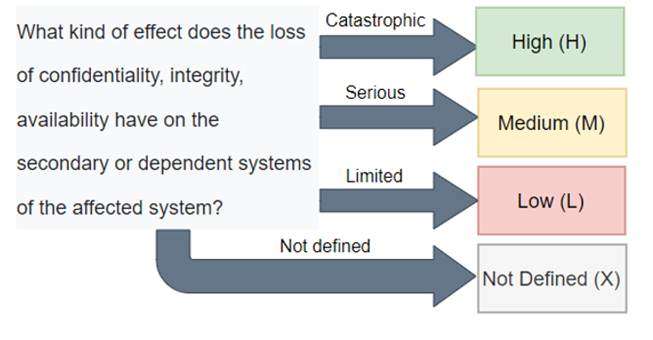 What kind of effect does the loss
of confidentiality, integrity,
availability have on the
secondary or dependent systems
of the affected system?
Catastrophic
High (H)
Serious
Medium (M)
Limited
Low (L)
Not defined
Not Defined (X)